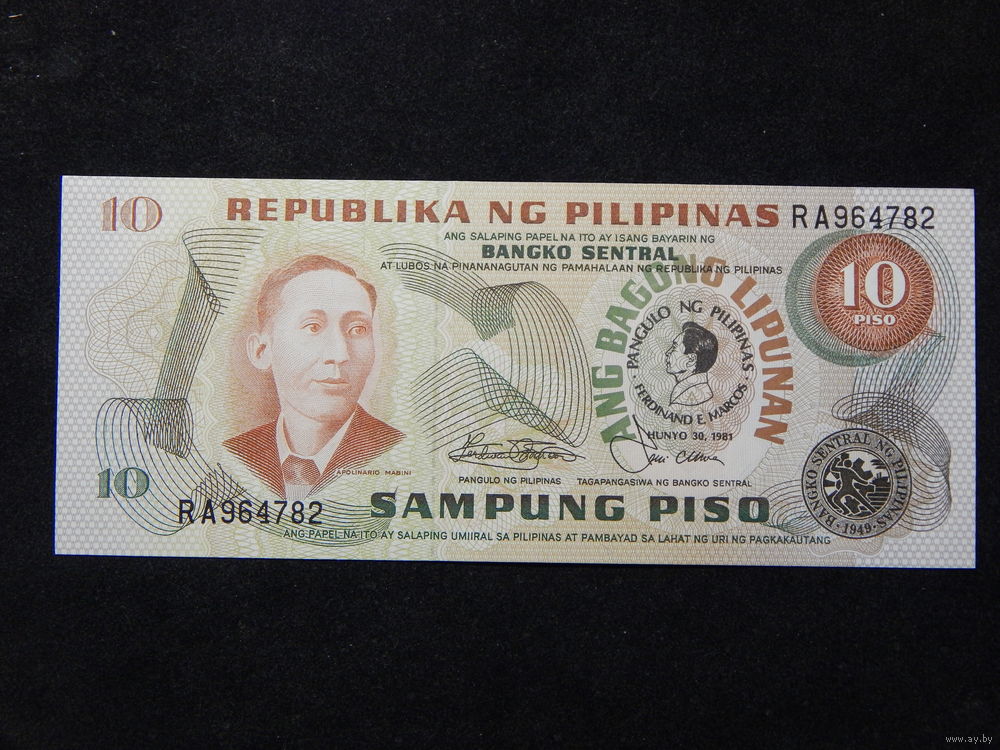 10
REPUBLIKA NG PILIPINAS RA964782
ANG SALAPING PAPEL NA ITO AY ISANG BAYARIN NG
BANGKO SENTRAL
AT LUBOS NA PINANANAGUTAN NG PAMAHALAAN NG REPUBLIKA NG PILIPINAS
10
PISO
ANG BAGONG LIPUNAN
PANGULO NG PILIPINAS
FERDINAND E. MARCOS
HUNYO 30, 1981
APOLINARIO MABINI
10
RA964782
PANGULO NG PILIPINAS TAGAPANGASIWA NG BANGKO SENTRAL
SAMPUNG PISO
BANGKO SENTRAL NG PILIPINAS
1949
ANG PAPEL NA ITO AY SALAPING UMIIRAL SA PILIPINAS AT PAMBAYAD SA LAHAT NG URI NG PAGKAKAUTANG
www.ay.by